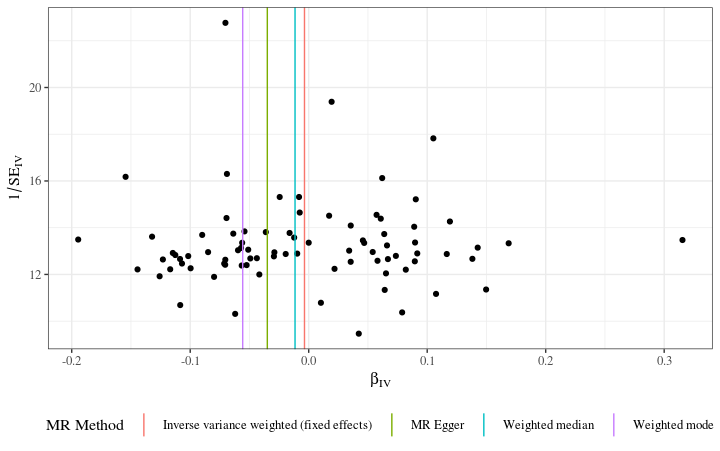 1/SE_IV
20
16
12
-0.2 -0.1 0.0 0.1 0.2 0.3
β_IV
MR Method Inverse variance weighted (fixed effects) MR Egger Weighted median Weighted mode